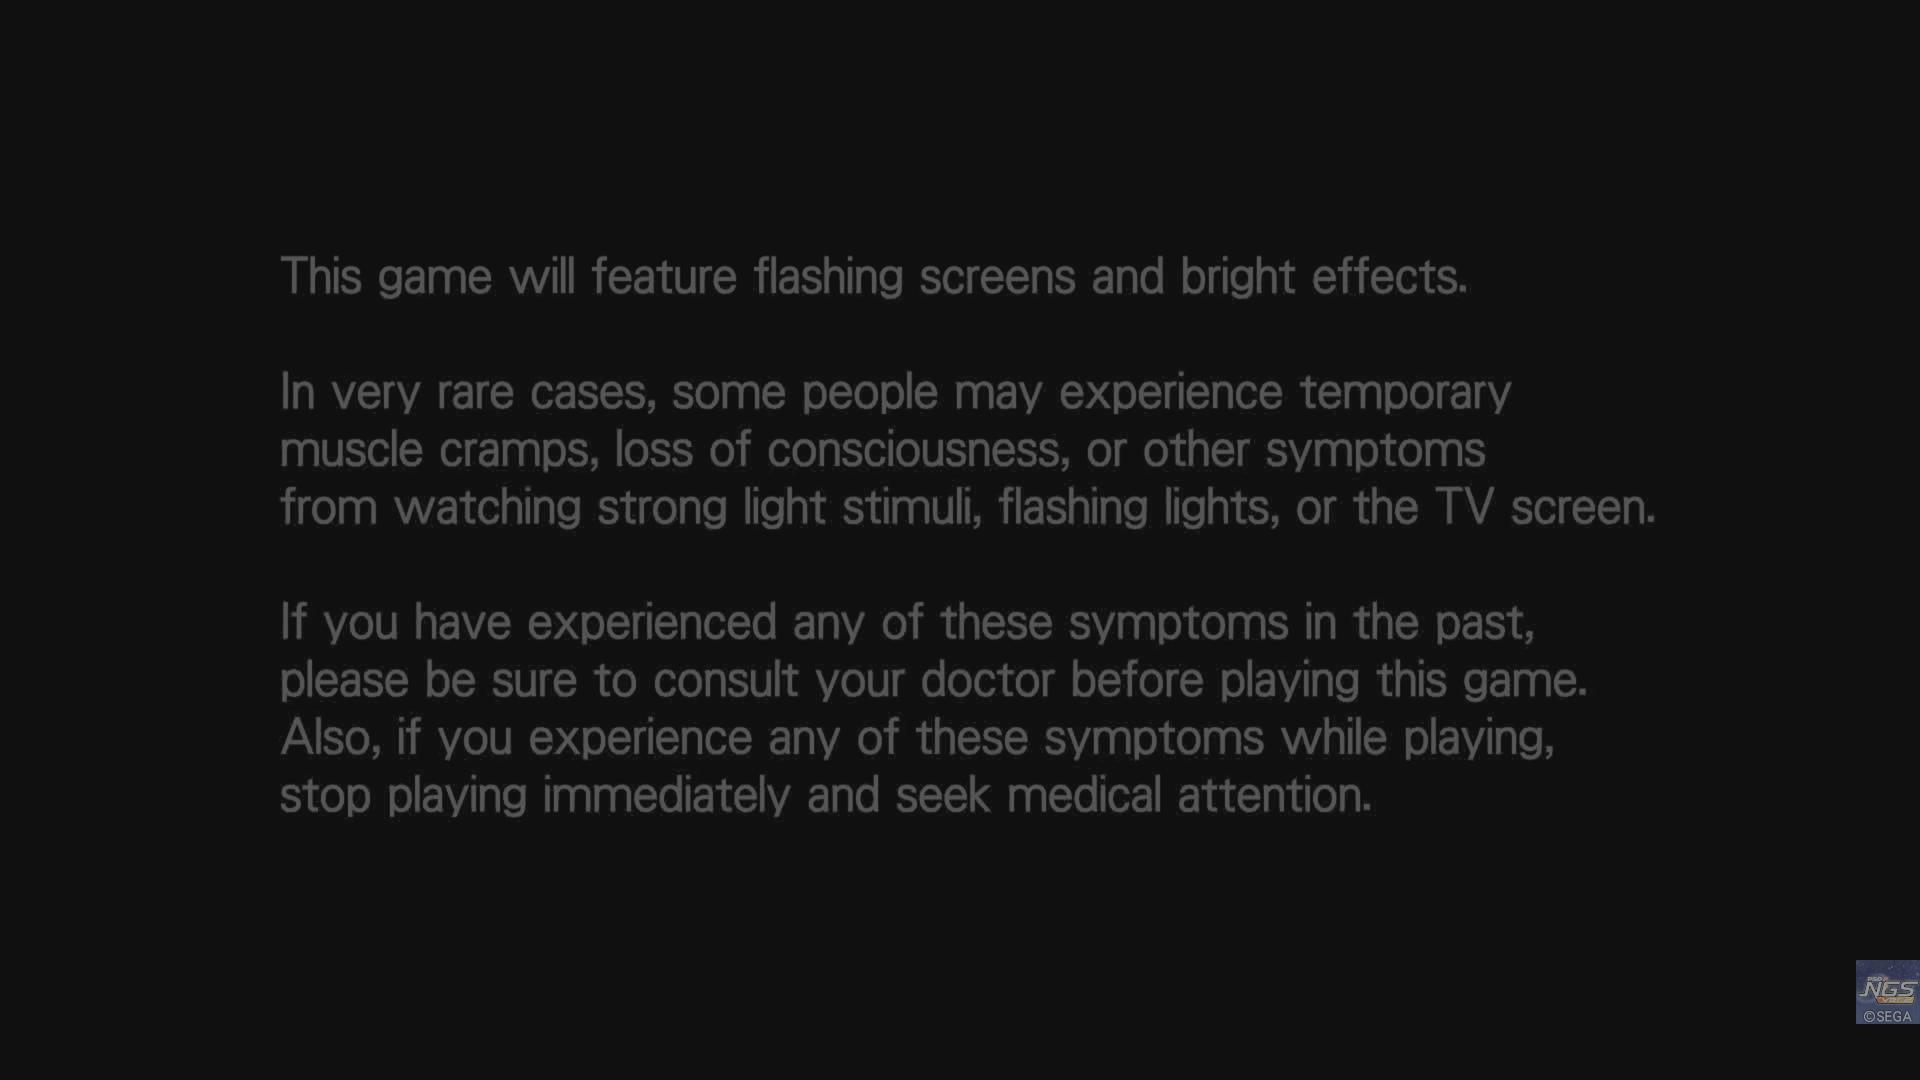 This game will feature flashing screens and bright effects.
In very rare cases, some people may experience temporary
muscle cramps, loss of consciousness, or other symptoms
from watching strong light stimuli, flashing lights, or the TV screen.
If you have experienced any of these symptoms in the past,
please be sure to consult your doctor before playing this game.
Also, if you experience any of these symptoms while playing,
stop playing immediately and seek medical attention.
NGS
©SEGA